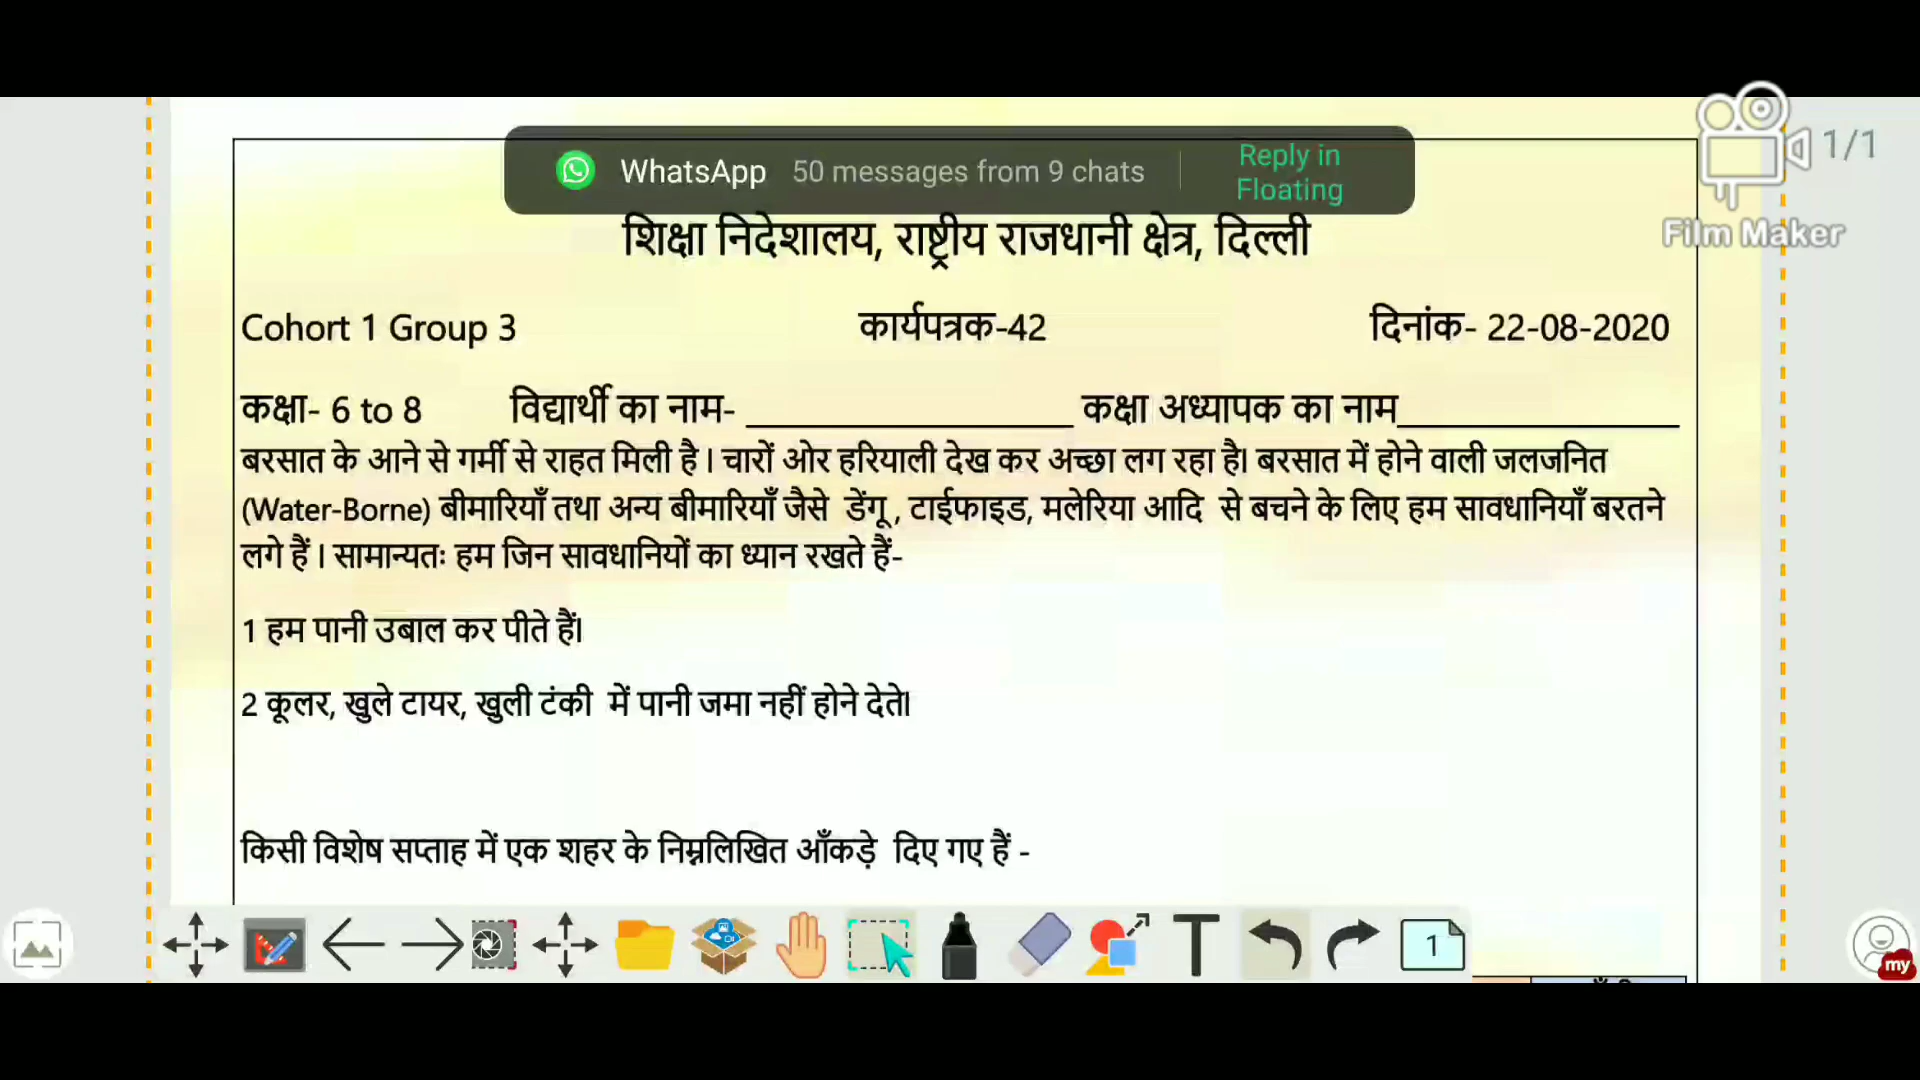 WhatsApp 50 messages from 9 chats Reply in Floating
1/1
Film Maker
शिक्षा निदेशालय, राष्ट्रीय राजधानी क्षेत्र, दिल्ली
Cohort 1 Group 3 कार्यपत्रक-42 दिनांक- 22-08-2020
कक्षा- 6 to 8 विद्यार्थी का नाम- ________________ कक्षा अध्यापक का नाम______________
बरसात के आने से गर्मी से राहत मिली है । चारों ओर हरियाली देख कर अच्छा लग रहा है। बरसात में होने वाली जलजनित
(Water-Borne) बीमारियाँ तथा अन्य बीमारियाँ जैसे डेंगू , टाईफाइड, मलेरिया आदि से बचने के लिए हम सावधानियाँ बरतने
लगे हैं । सामान्यतः हम जिन सावधानियों का ध्यान रखते हैं-
1 हम पानी उबाल कर पीते हैं।
2 कूलर, खुले टायर, खुली टंकी में पानी जमा नहीं होने देते।
किसी विशेष सप्ताह में एक शहर के निम्नलिखित आँकड़े दिए गए हैं -
T
1
my